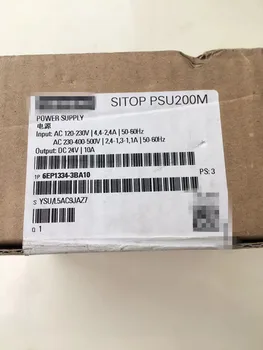 SITOP PSU200M
POWER SUPPLY
电源
Input: AC 120-230V | 4,4-2,4A | 50-60Hz
AC 230-400-500V | 2,4-1,3-1,1A | 50-60Hz
Output: DC 24V | 10A
1P 6EP1334-3BA10 PS: 3
S YSU/L5AC9JAZ7
Q 1